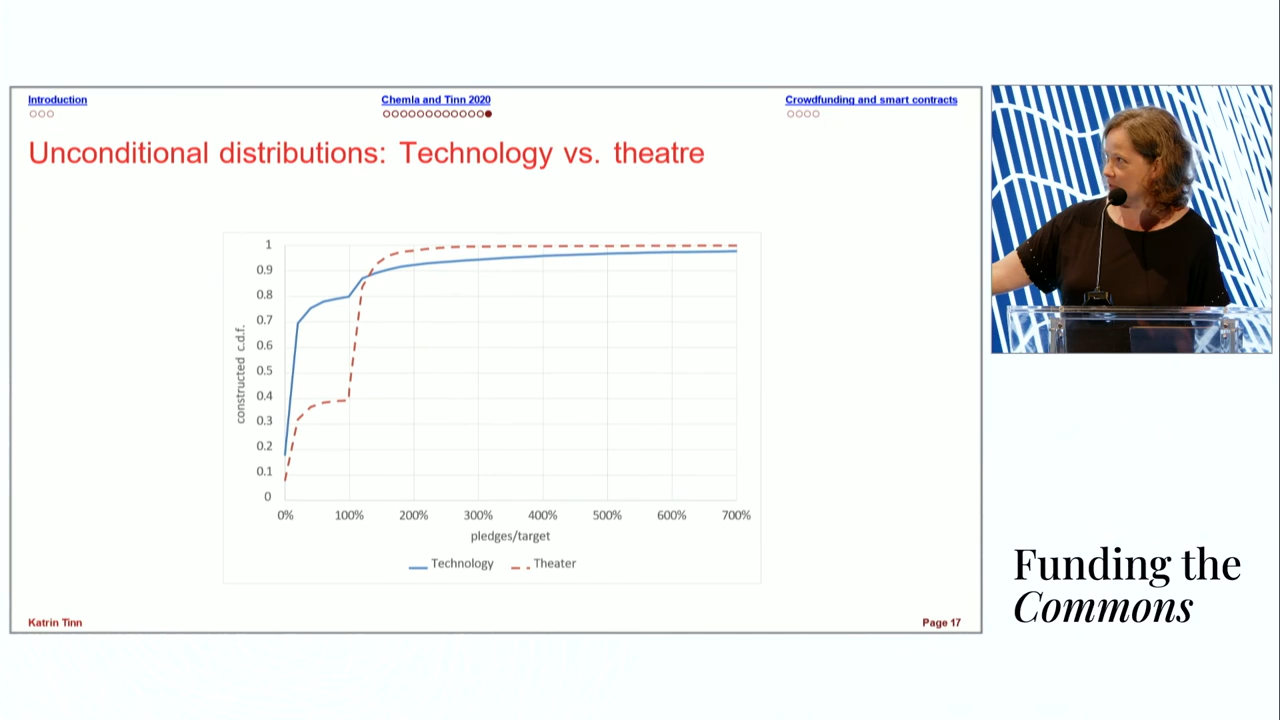 Introduction
Chemla and Tinn 2020
Crowdfunding and smart contracts
Unconditional distributions: Technology vs. theatre
constructed c.d.f.
1
0.9
0.8
0.7
0.6
0.5
0.4
0.3
0.2
0.1
0
0% 100% 200% 300% 400% 500% 600% 700%
pledges/target
Technology Theater
Katrin Tinn
Page 17
Funding the
Commons